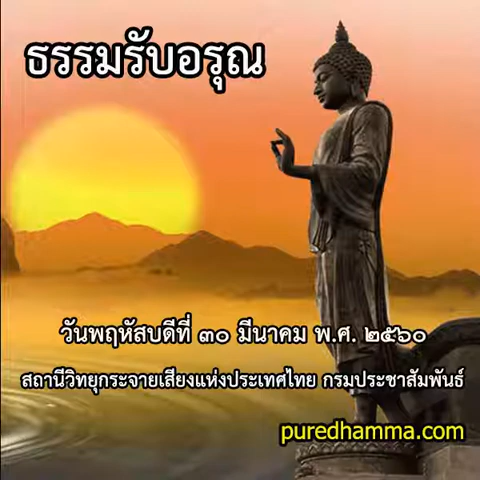 ธรรมรับอรุณ
วันพฤหัสบดีที่ ๓๐ มีนาคม พ.ศ. ๒๕๖๐
สถานีวิทยุกระจายเสียงแห่งประเทศไทย กรมประชาสัมพันธ์
puredhamma.com